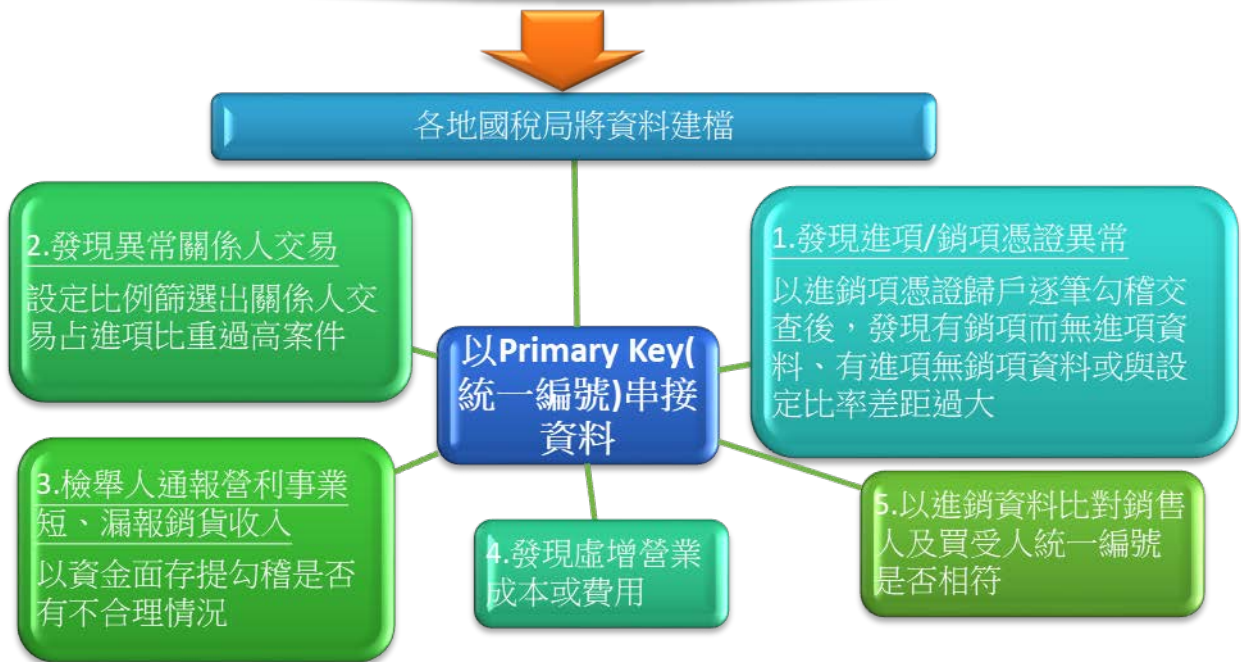 各地國稅局將資料建檔
2.發現異常關係人交易
設定比例篩選出關係人交
易占進項比重過高案件
1.發現進項/銷項憑證異常
以進銷項憑證歸戶逐筆勾稽交
查後，發現有銷項而無進項資
料、有進項無銷項資料或與設
定比率差距過大
以Primary Key(
統一編號)串接
資料
3.檢舉人通報營利事業
短、漏報銷貨收入
以資金面存提勾稽是否
有不合理情況
4.發現虛增營業
成本或費用
5.以進銷資料比對銷售
人及買受人統一編號
是否相符